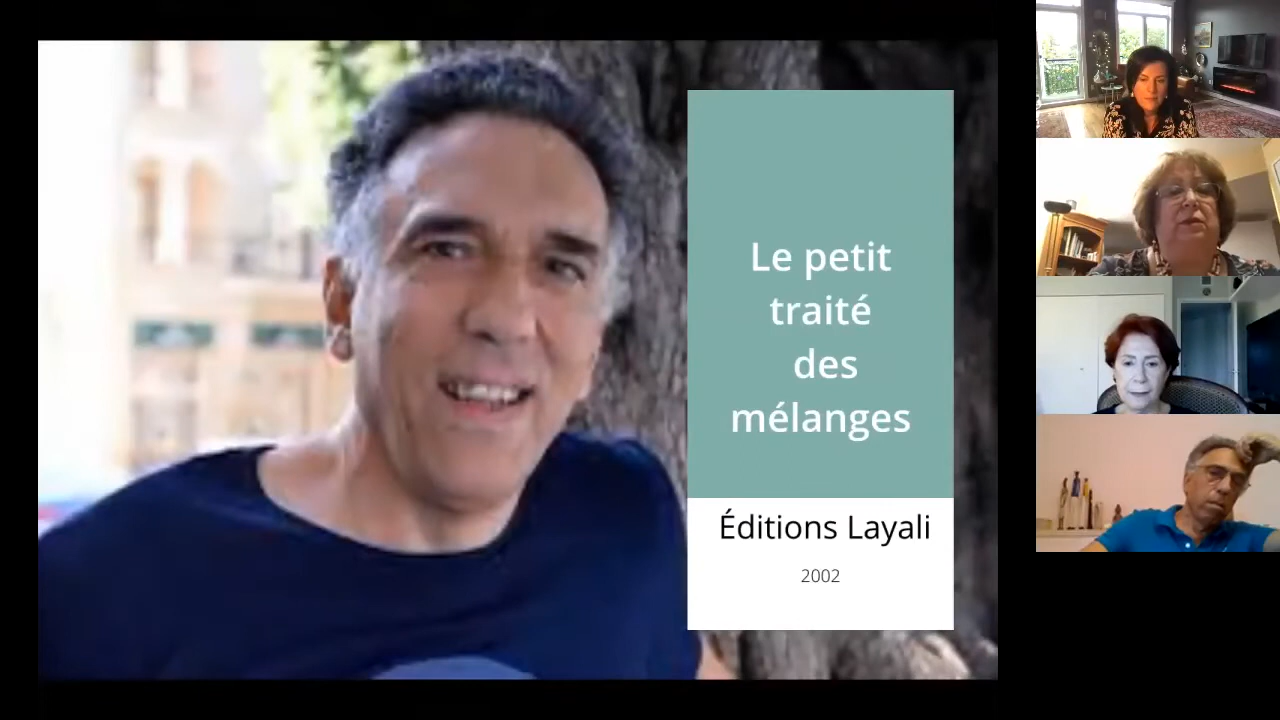 Le petit
traité
des
mélanges
Éditions Layali
2002